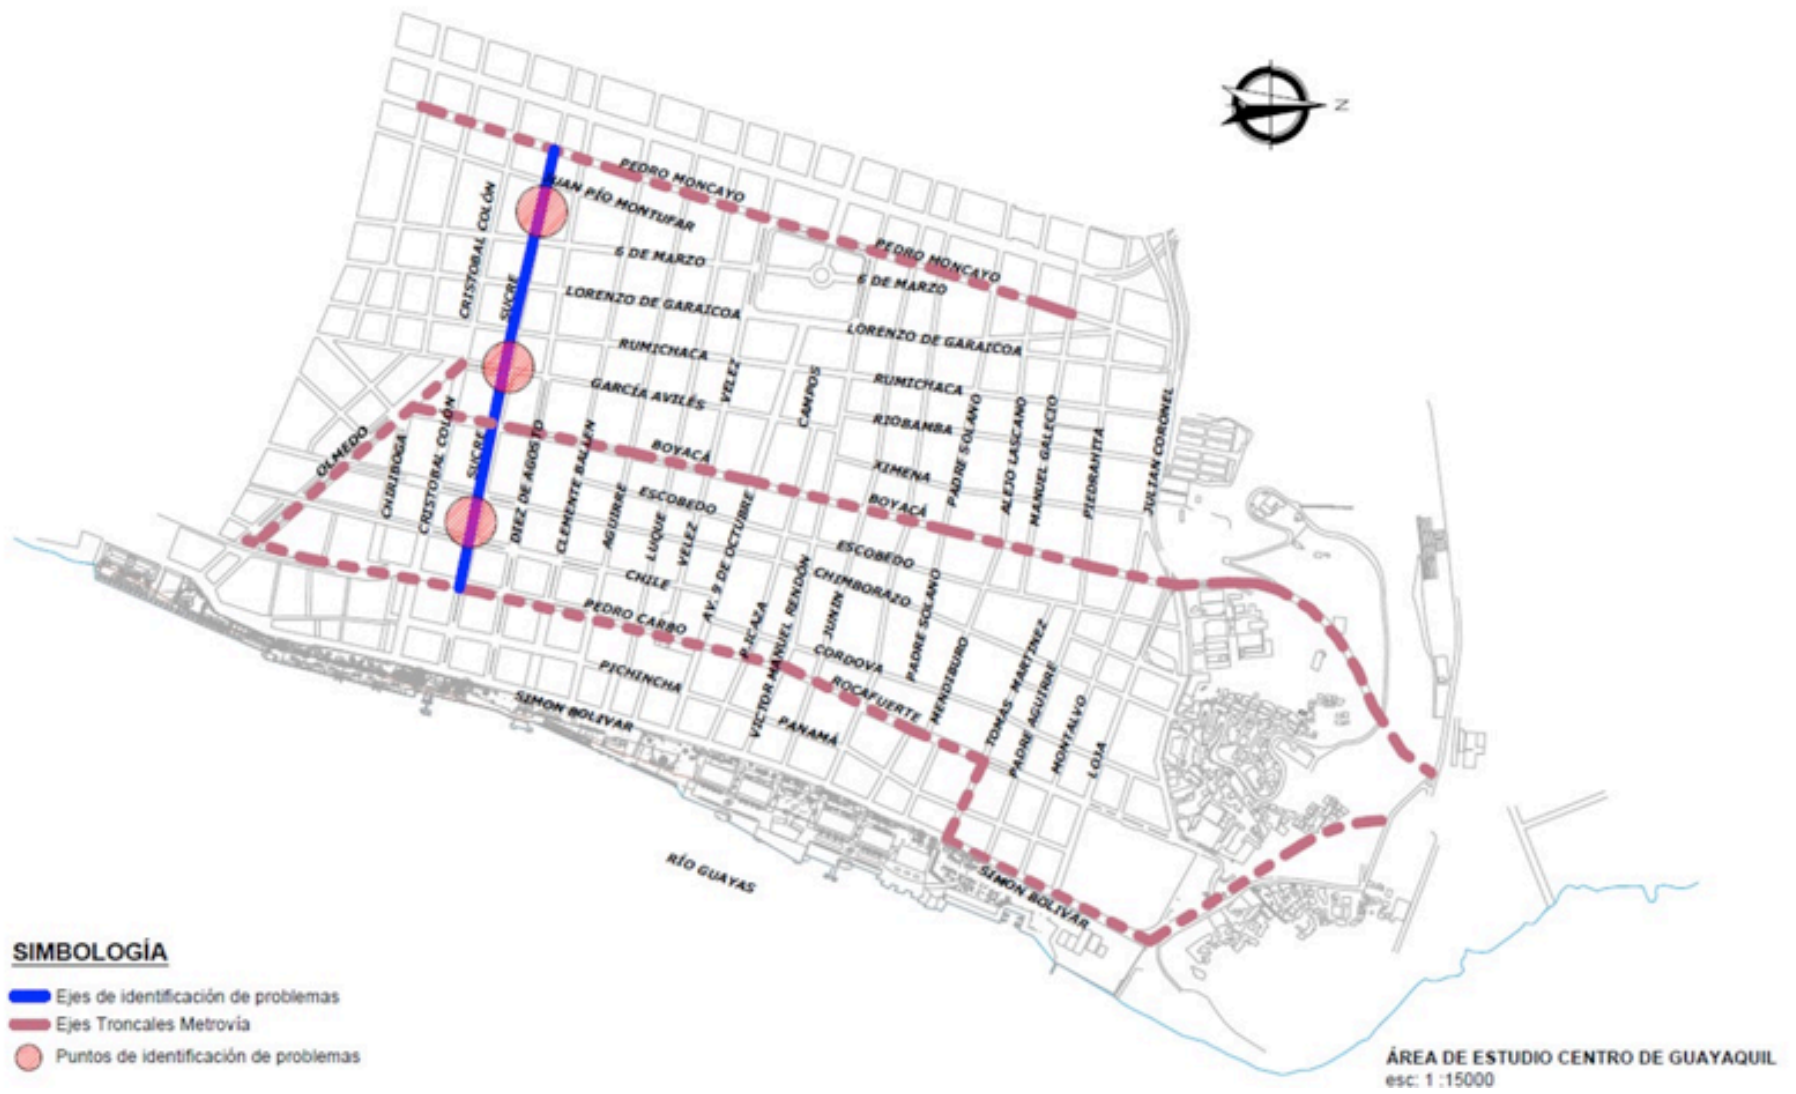 N
PEDRO MONCAYO
JUAN PÍO MONTUFAR
CRISTOBAL COLÓN
6 DE MARZO
PEDRO MONCAYO
6 DE MARZO
SUCRE
LORENZO DE GARAICOA
LORENZO DE GARAICOA
RUMICHACA
VELEZ
CAMPOS
RUMICHACA
GARCÍA AVILÉS
RIOBAMBA
PADRE SOLANO
ALEJO LASCANO
MANUEL GALECIO
PIEDRAHITA
JULIAN CORONEL
OLMEDO
CHIRIBOGA
CRISTOBAL COLÓN
SUCRE
DIEZ DE AGOSTO
CLEMENTE BALLEN
BOYACÁ
XIMENA
BOYACÁ
AGUIRRE
ESCOBEDO
LUQUE
VELEZ
AV. 9 DE OCTUBRE
ESCOBEDO
CHIMBORAZO
CHILE
PEDRO CARBO
P. ICAZA
VICTOR MANUEL RENDÓN
JUNIN
PADRE SOLANO
CORDOVA
ROCAFUERTE
MENDIBURO
TOMAS MARTINEZ
PADRE AGUIRRE
MONTALVO
LOJA
PICHINCHA
SIMON BOLIVAR
PANAMÁ
RÍO GUAYAS
SIMON BOLIVAR
SIMBOLOGÍA
Ejes de identificación de problemas
Ejes Troncales Metrovía
Puntos de identificación de problemas
ÁREA DE ESTUDIO CENTRO DE GUAYAQUIL
esc: 1 :15000